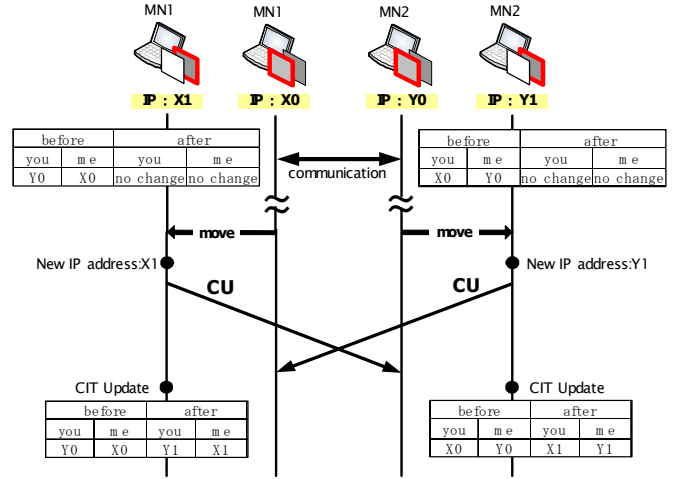 MN1 MN1 MN2 MN2
IP : X1 IP : X0 IP : Y0 IP : Y1
before after
you me you me
Y0 X0 no change no change
communication
before after
you me you me
X0 Y0 no change no change
move move
New IP address:X1 New IP address:Y1
CU CU
CIT Update CIT Update
before after
you me you me
Y0 X0 Y1 X1
before after
you me you me
X0 Y0 X1 Y1